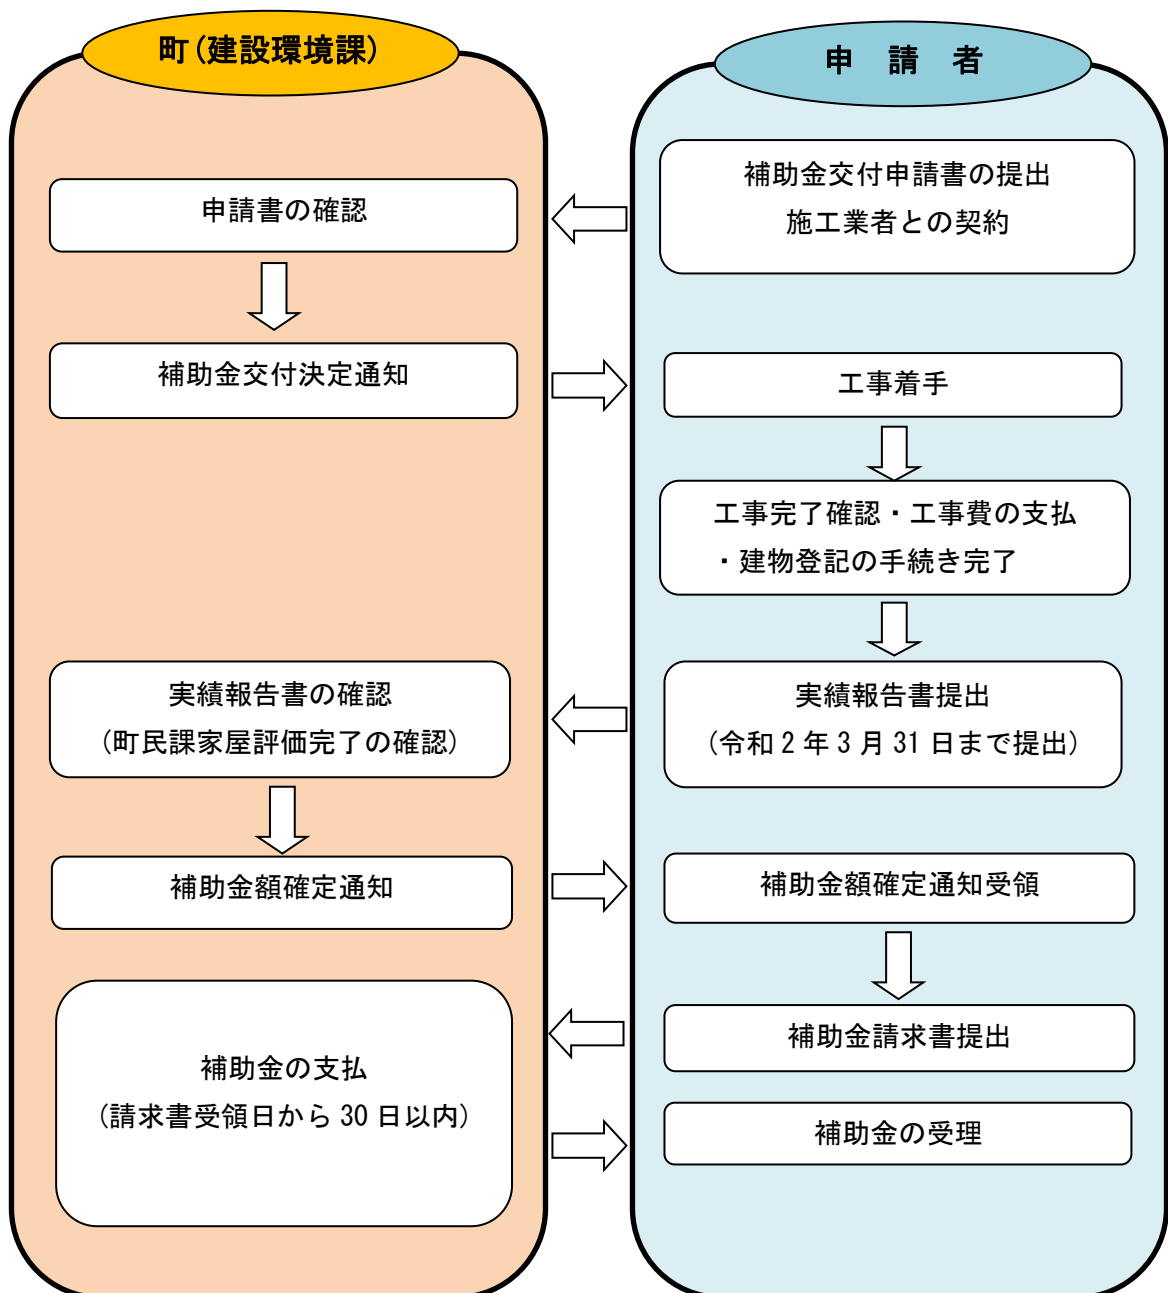 町(建設環境課)
申　請　者
補助金交付申請書の提出
施工業者との契約
申請書の確認
補助金交付決定通知
工事着手
工事完了確認・工事費の支払
・建物登記の手続き完了
実績報告書提出
(令和 2 年 3 月 31 日まで提出)
実績報告書の確認
(町民課家屋評価完了の確認)
補助金額確定通知
補助金額確定通知受領
補助金請求書提出
補助金の支払
(請求書受領日から 30 日以内)
補助金の受理